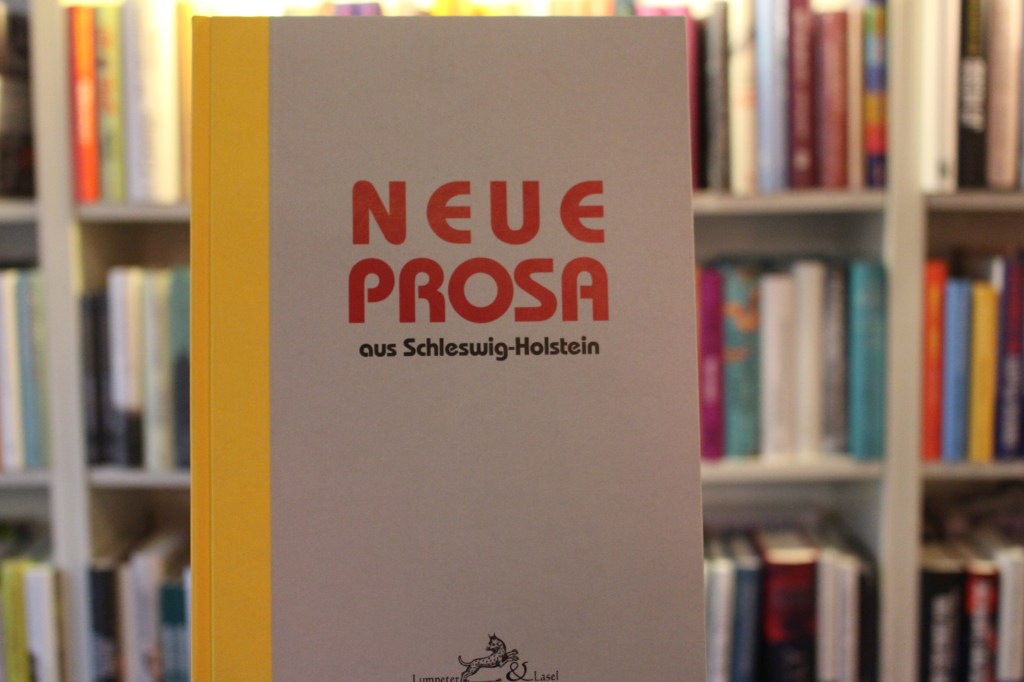 NEUE
PROSA
aus Schleswig-Holstein
Lumpeter & Lasel